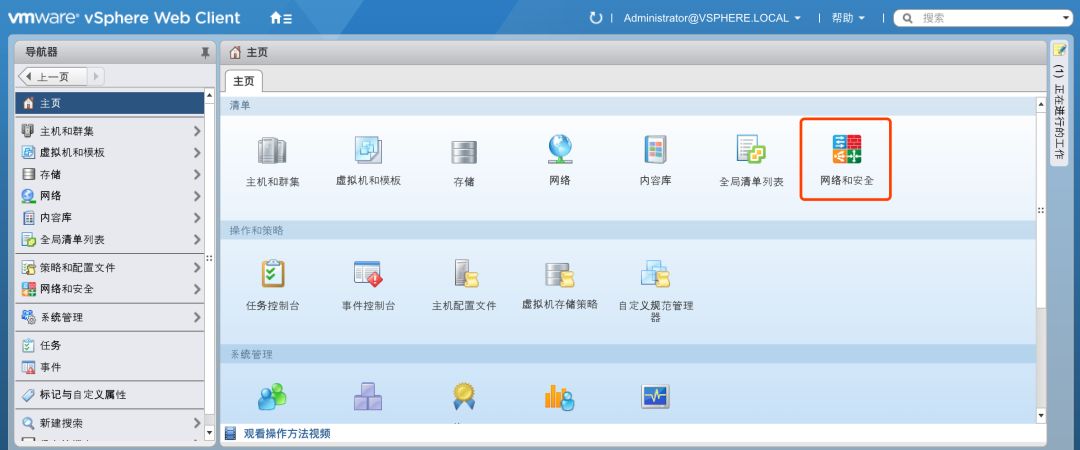 vmware® vSphere Web Client
Administrator@VSPHERE.LOCAL
帮助
搜索
导航器
上一页
主页
主机和群集
虚拟机和模板
存储
网络
内容库
全局清单列表
策略和配置文件
网络和安全
系统管理
任务
事件
标记与自定义属性
新建搜索
主页
主页
清单
主机和群集
虚拟机和模板
存储
网络
内容库
全局清单列表
网络和安全
操作和策略
任务控制台
事件控制台
主机配置文件
虚拟机存储策略
自定义规范管理
器
系统管理
观看操作方法视频
(1) 正在进行的工作